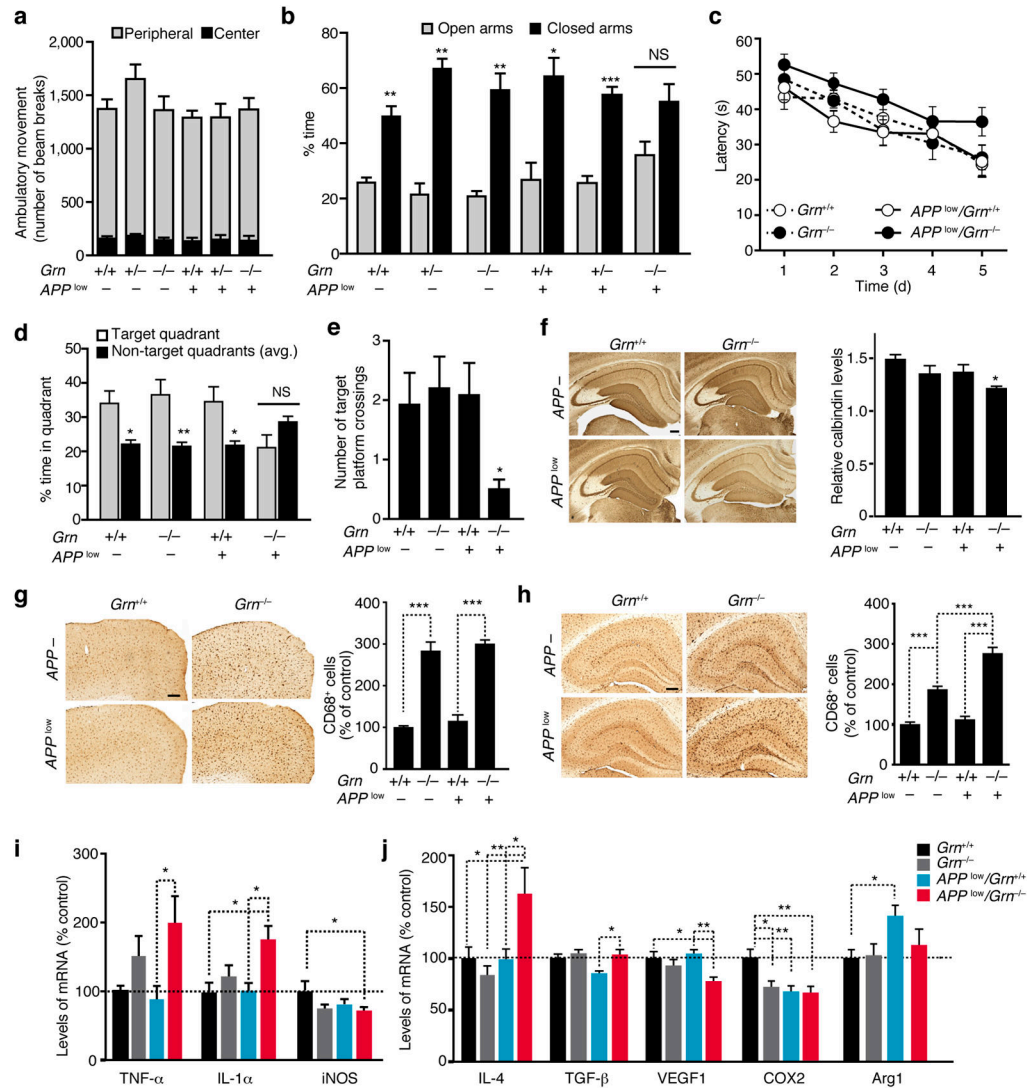 a
Peripheral Center
Ambulatory movement
(number of beam breaks)
2,000
1,500
1,000
500
0
Grn +/+ +/– –/– +/+ +/– –/–
APP low – – – + + +
b
Open arms Closed arms
% time
80
60
40
20
0
** ** ** * *** NS
Grn +/+ +/– –/– +/+ +/– –/–
APP low – – – + + +
c
Latency (s)
60
50
40
30
20
10
0
Grn+/+ APP low/Grn+/+
Grn–/– APP low/Grn–/–
1 2 3 4 5
Time (d)
d
Target quadrant
Non-target quadrants (avg.)
% time in quadrant
50
40
30
20
10
0
* ** * NS
Grn +/+ –/– +/+ –/–
APP low – – + +
e
Number of target
platform crossings
3
2
1
0
*
Grn +/+ –/– +/+ –/–
APP low – – + +
f
Grn+/+ Grn–/–
APP –
APP low
Relative calbindin levels
1.5
1.0
1.5
0
*
Grn +/+ –/– +/+ –/–
APP low – – + +
g
Grn+/+ Grn–/–
APP –
APP low
CD68+ cells
(% of control)
400
300
200
100
0
*** ***
Grn +/+ –/– +/+ –/–
APP low – – + +
h
Grn+/+ Grn–/–
APP –
APP low
CD68+ cells
(% of control)
400
300
200
100
0
***
*** ***
Grn +/+ –/– +/+ –/–
APP low – – + +
i
Levels of mRNA (% control)
300
200
100
0
* * * *
TNF-α IL-1α iNOS
j
Levels of mRNA (% control)
200
150
100
50
0
* ** * * * ** * ** ** *
Grn+/+
Grn–/–
APP low/Grn+/+
APP low/Grn–/–
IL-4 TGF-β VEGF1 COX2 Arg1